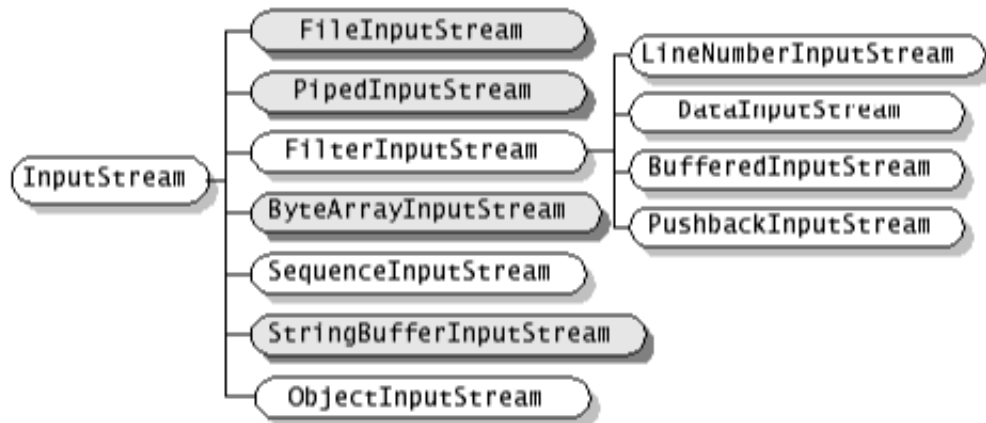 InputStream
FileInputStream
PipedInputStream
FilterInputStream
ByteArrayInputStream
SequenceInputStream
StringBufferInputStream
ObjectInputStream
LineNumberInputStream
DataInputStream
BufferedInputStream
PushbackInputStream